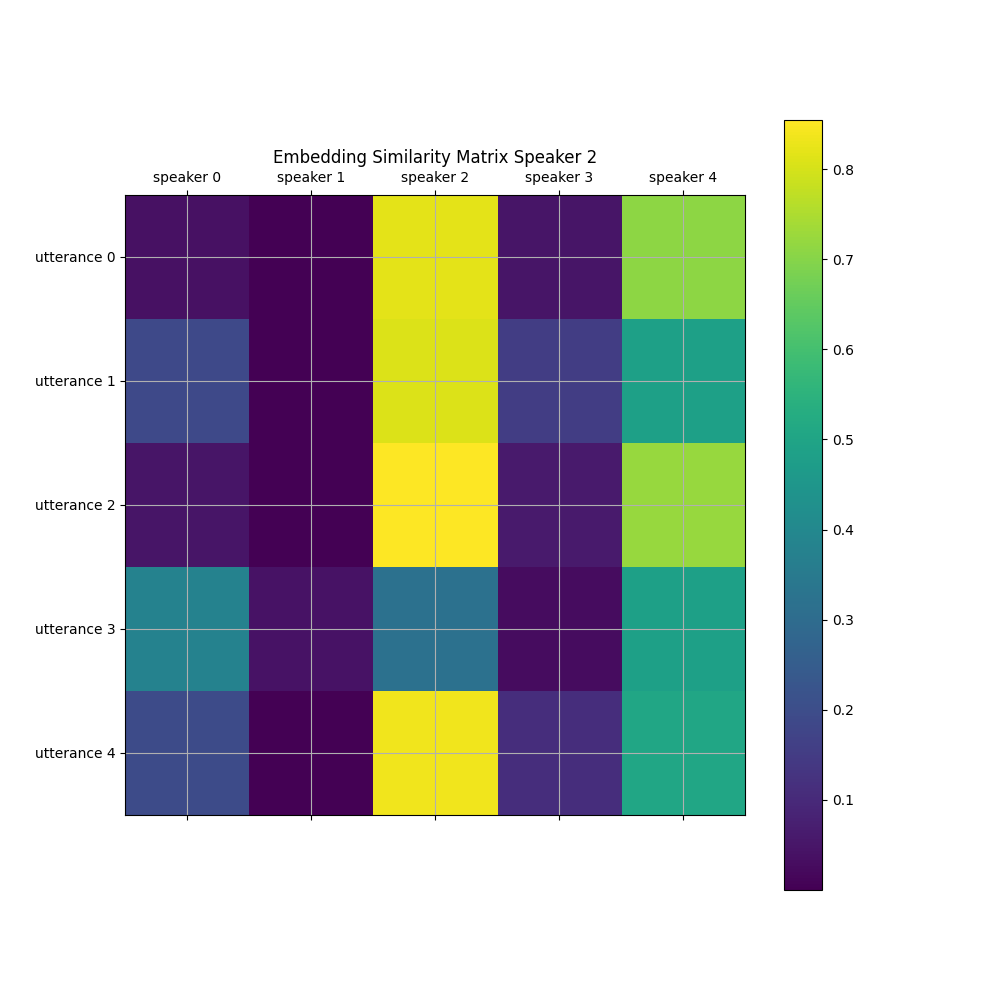 Embedding Similarity Matrix Speaker 2
speaker 0 speaker 1 speaker 2 speaker 3 speaker 4
utterance 0
utterance 1
utterance 2
utterance 3
utterance 4
0.8
0.7
0.6
0.5
0.4
0.3
0.2
0.1